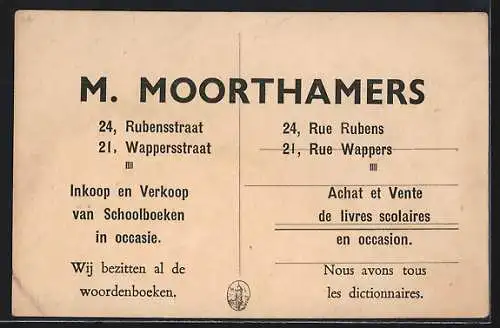 M. MOORTHAMERS
24, Rubensstraat
21, Wappersstraat
Inkoop en Verkoop
van Schoolboeken
in occasie.
Wij bezitten al de
woordenboeken.
24, Rue Rubens
21, Rue Wappers
Achat et Vente
de livres scolaires
en occasion.
Nous avons tous
les dictionnaires.